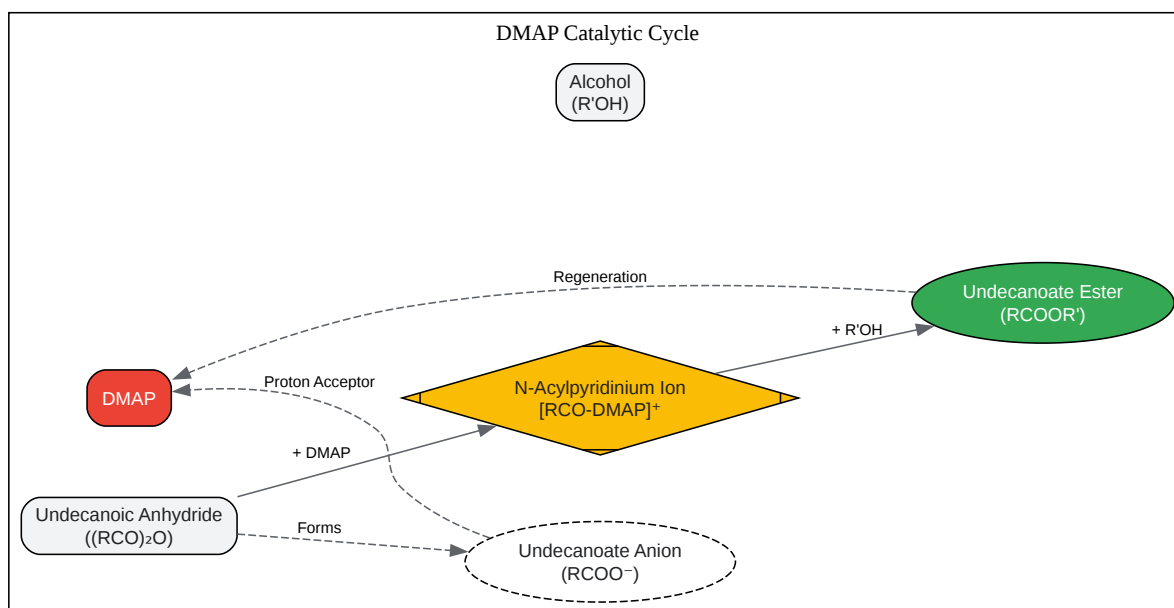 DMAP Catalytic Cycle
Alcohol
(R'OH)
Regeneration
Undecanoate Ester
(RCOOR')
+ R'OH
Proton Acceptor
DMAP
N-Acylpyridinium Ion
[RCO-DMAP]⁺
+ DMAP
Undecanoic Anhydride
((RCO)₂O)
Forms
Undecanoate Anion
(RCOO⁻)